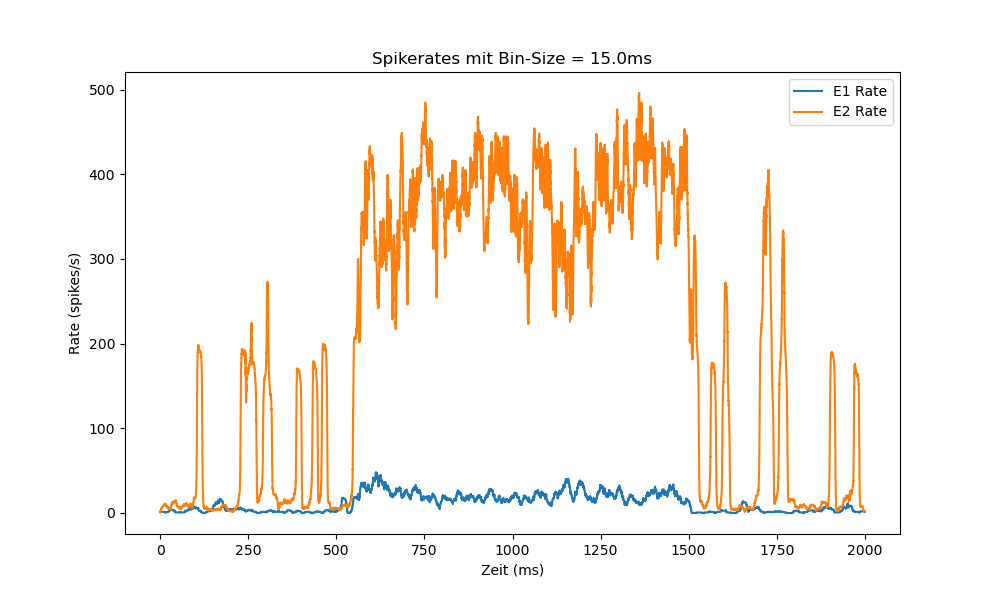 Spikerates mit Bin-Size = 15.0ms
E1 Rate
E2 Rate
500
400
300
200
100
0
Rate (spikes/s)
0 250 500 750 1000 1250 1500 1750 2000
Zeit (ms)